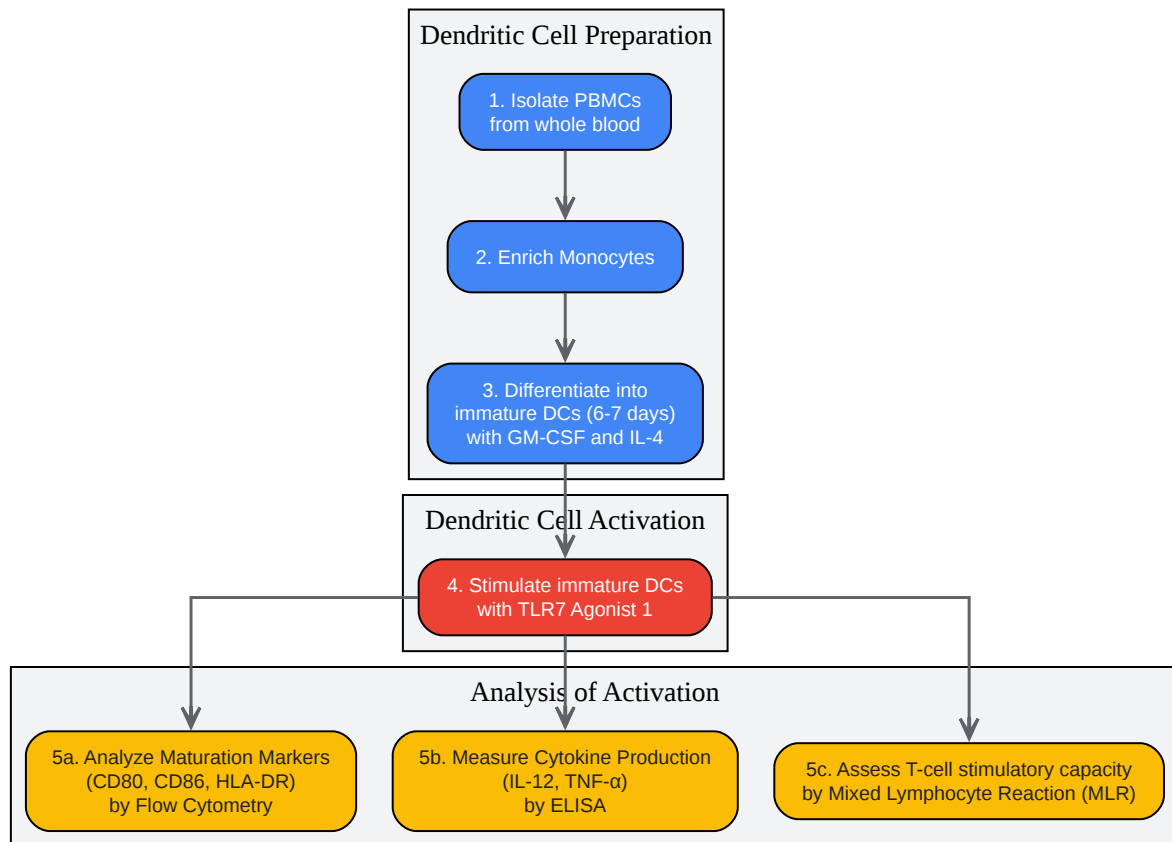 Dendritic Cell Preparation
1. Isolate PBMCs
from whole blood
2. Enrich Monocytes
3. Differentiate into
immature DCs (6-7 days)
with GM-CSF and IL-4
Dendritic Cell Activation
4. Stimulate immature DCs
with TLR7 Agonist 1
Analysis of Activation
5a. Analyze Maturation Markers
(CD80, CD86, HLA-DR)
by Flow Cytometry
5b. Measure Cytokine Production
(IL-12, TNF-α)
by ELISA
5c. Assess T-cell stimulatory capacity
by Mixed Lymphocyte Reaction (MLR)